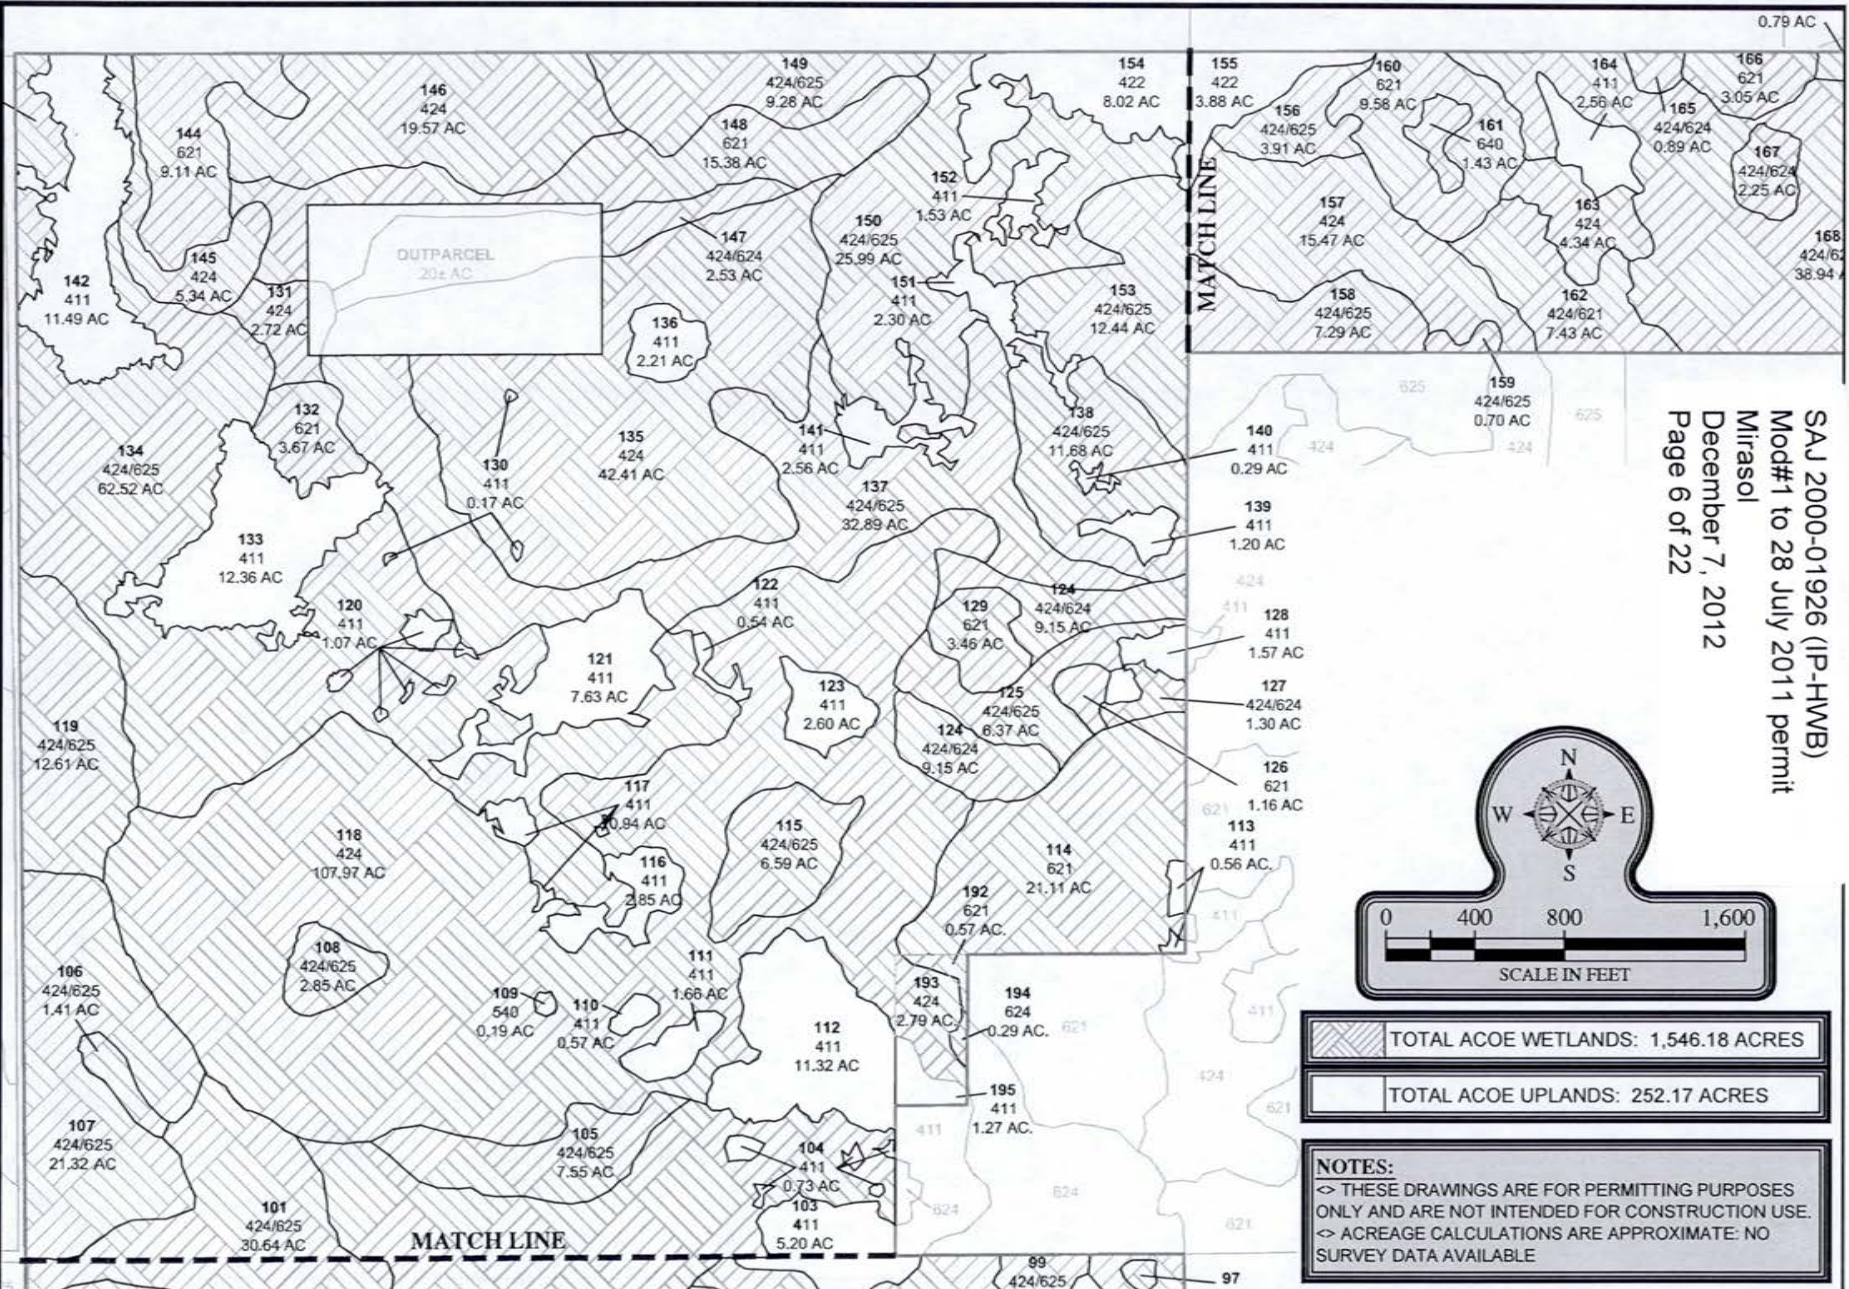 0.79 AC
149
424/625
9.28 AC
154
422
8.02 AC
155
422
3.88 AC
160
621
9.58 AC
164
411
2.56 AC
166
621
3.05 AC
146
424
19.57 AC
144
621
9.11 AC
148
621
15.38 AC
156
424/625
3.91 AC
161
640
1.43 AC
165
424/624
0.89 AC
167
424/624
2.25 AC
152
411
1.53 AC
MATCH LINE
157
424
15.47 AC
163
424
4.34 AC
168
38.94
150
424/625
25.99 AC
147
424/624
2.53 AC
OUTPARCEL
20± AC
145
424
5.34 AC
142
411
11.49 AC
131
424
2.72 AC
151
411
2.30 AC
153
424/625
12.44 AC
158
424/625
7.29 AC
162
424/621
7.43 AC
136
411
2.21 AC
159
424/625
0.70 AC
625
625
424
424
132
621
3.67 AC
134
424/625
62.52 AC
135
424
42.41 AC
130
411
0.17 AC
141
411
2.56 AC
138
424/625
11.68 AC
140
411
0.29 AC
137
424/625
32.89 AC
139
411
1.20 AC
133
411
12.36 AC
SAJ 2000-01926 (IP-HWB)
Mod#1 to 28 July 2011 permit
Mirasol
December 7, 2012
Page 6 of 22
424
411
120
411
1.07 AC
122
411
0.54 AC
129
621
3.46 AC
124
424/624
9.15 AC
128
411
1.57 AC
121
411
7.63 AC
123
411
2.60 AC
125
424/625
6.37 AC
127
424/624
1.30 AC
119
424/625
12.61 AC
124
424/624
9.15 AC
126
621
1.16 AC
621
117
411
0.94 AC
118
424
107.97 AC
115
424/625
6.59 AC
114
621
21.11 AC
113
411
0.56 AC.
116
411
2.85 AC
192
621
0.57 AC.
411
N
W
E
S
0
400
800
1,600
SCALE IN FEET
108
424/625
2.85 AC
106
424/625
1.41 AC
111
411
1.66 AC
109
540
0.19 AC
110
411
0.57 AC
193
424
2.79 AC.
194
624
0.29 AC.
621
411
112
411
11.32 AC
424
TOTAL ACOE WETLANDS: 1,546.18 ACRES
TOTAL ACOE UPLANDS: 252.17 ACRES
195
411
1.27 AC.
621
411
107
424/625
21.32 AC
105
424/625
7.55 AC
104
411
0.73 AC
624
624
621
101
424/625
30.64 AC
103
411
5.20 AC
MATCH LINE
NOTES:
<> THESE DRAWINGS ARE FOR PERMITTING PURPOSES
ONLY AND ARE NOT INTENDED FOR CONSTRUCTION USE.
<> ACREAGE CALCULATIONS ARE APPROXIMATE: NO
SURVEY DATA AVAILABLE
99
424/625
97